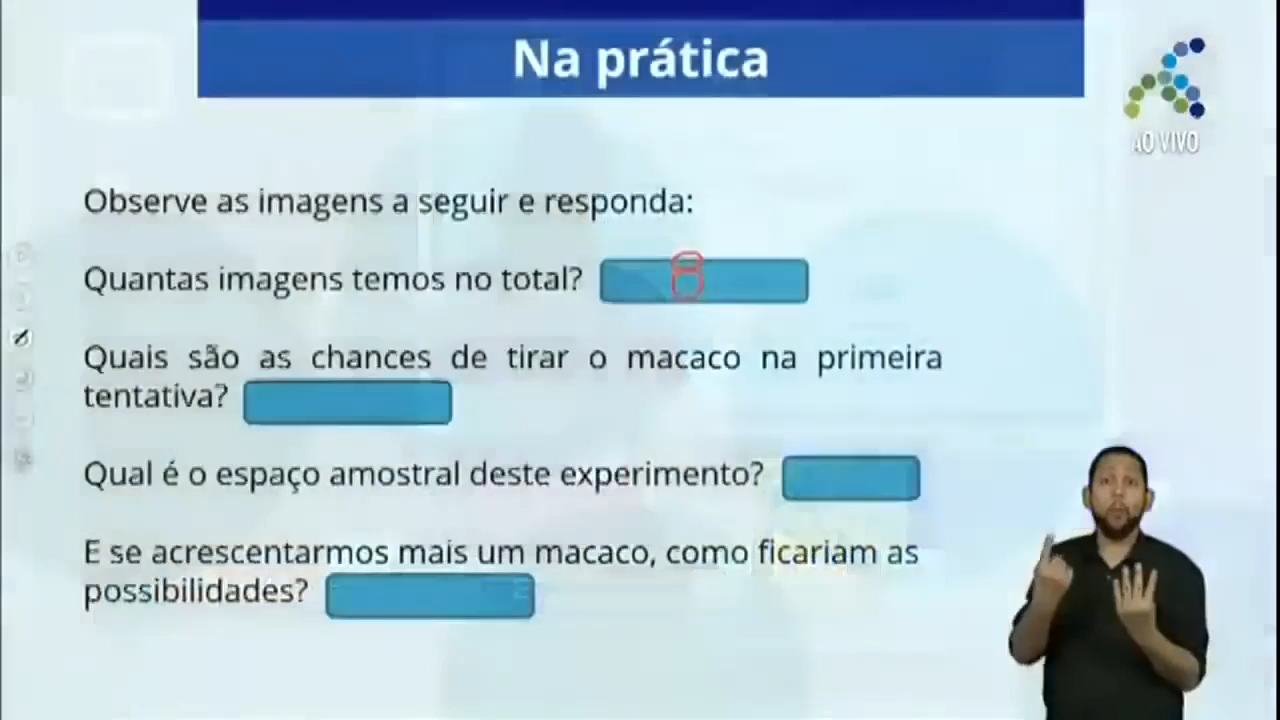 Na prática
AO VIVO
Observe as imagens a seguir e responda:
Quantas imagens temos no total? 8
Quais são as chances de tirar o macaco na primeira
tentativa?
Qual é o espaço amostral deste experimento?
E se acrescentarmos mais um macaco, como ficariam as
possibilidades?